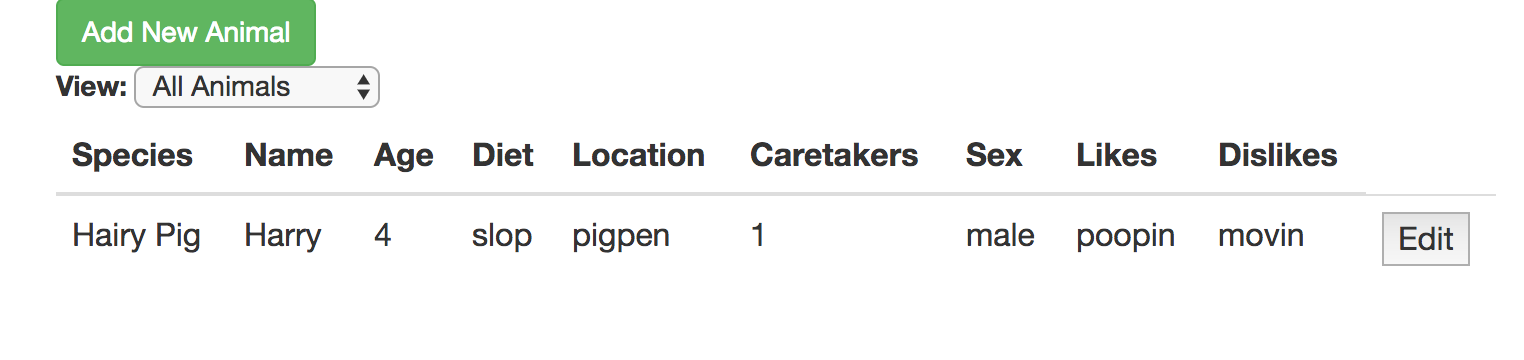 Add New Animal
View: All Animals
Species Name Age Diet Location Caretakers Sex Likes Dislikes
Hairy Pig Harry 4 slop pigpen 1 male poopin movin Edit